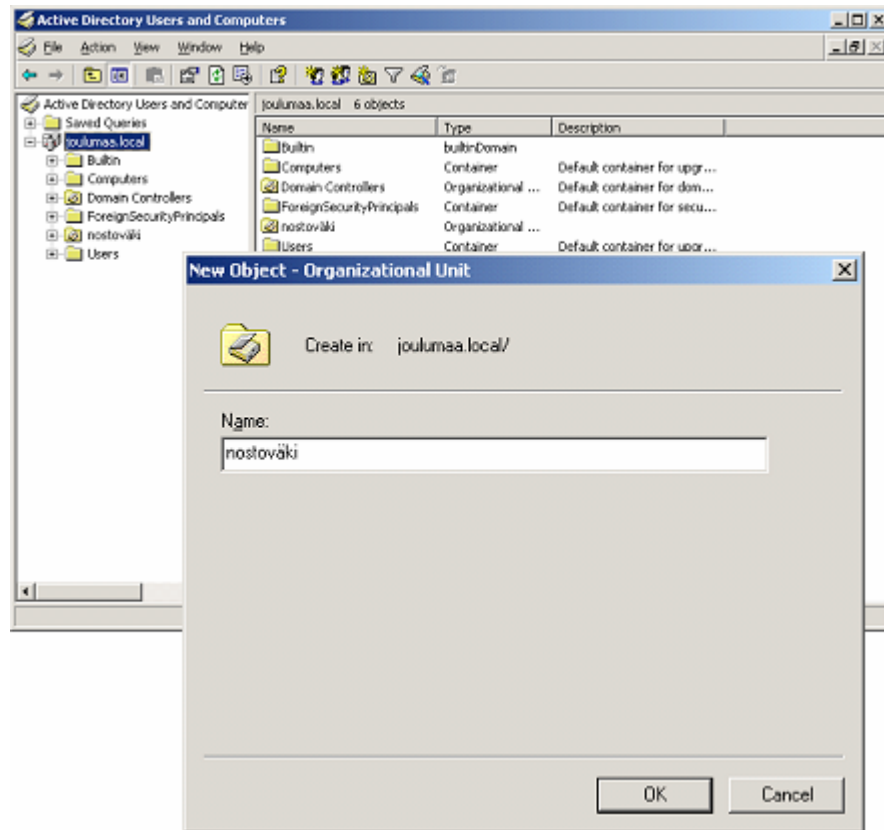 Active Directory Users and Computers
File Action View Window Help
Active Directory Users and Computer
Saved Queries
joulumaa.local
Builtin
Computers
Domain Controllers
ForeignSecurityPrincipals
nostoväki
Users
joulumaa.local 6 objects
Name Type Description
Builtin builtinDomain
Computers Container Default container for upgr...
Domain Controllers Organizational ... Default container for dom...
ForeignSecurityPrincipals Container Default container for secu...
nostoväki Organizational ...
Users Container Default container for upgr...
New Object - Organizational Unit
Create in: joulumaa.local/
Name:
nostoväki
OK Cancel